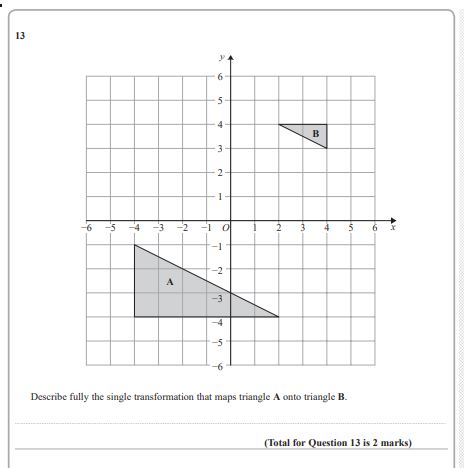 13
y
6
5
4
B
3
2
1
-6 -5 -4 -3 -2 -1 O 1 2 3 4 5 6 x
-1
-2
A
-3
-4
-5
-6
Describe fully the single transformation that maps triangle A onto triangle B.
(Total for Question 13 is 2 marks)